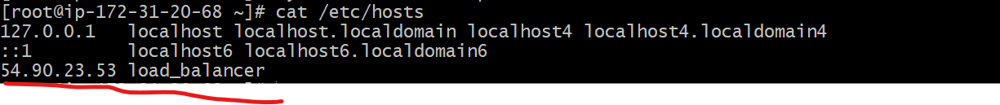 [root@ip-172-31-20-68 ~]# cat /etc/hosts
127.0.0.1   localhost localhost.localdomain localhost4 localhost4.localdomain4
::1         localhost6 localhost6.localdomain6
54.90.23.53 load_balancer